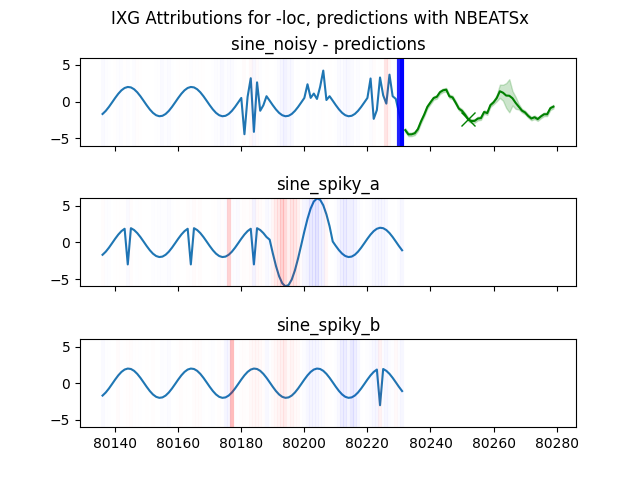 IXG Attributions for -loc, predictions with NBEATSx
sine_noisy - predictions
5
0
−5
sine_spiky_a
5
0
−5
sine_spiky_b
5
0
−5
80140 80160 80180 80200 80220 80240 80260 80280